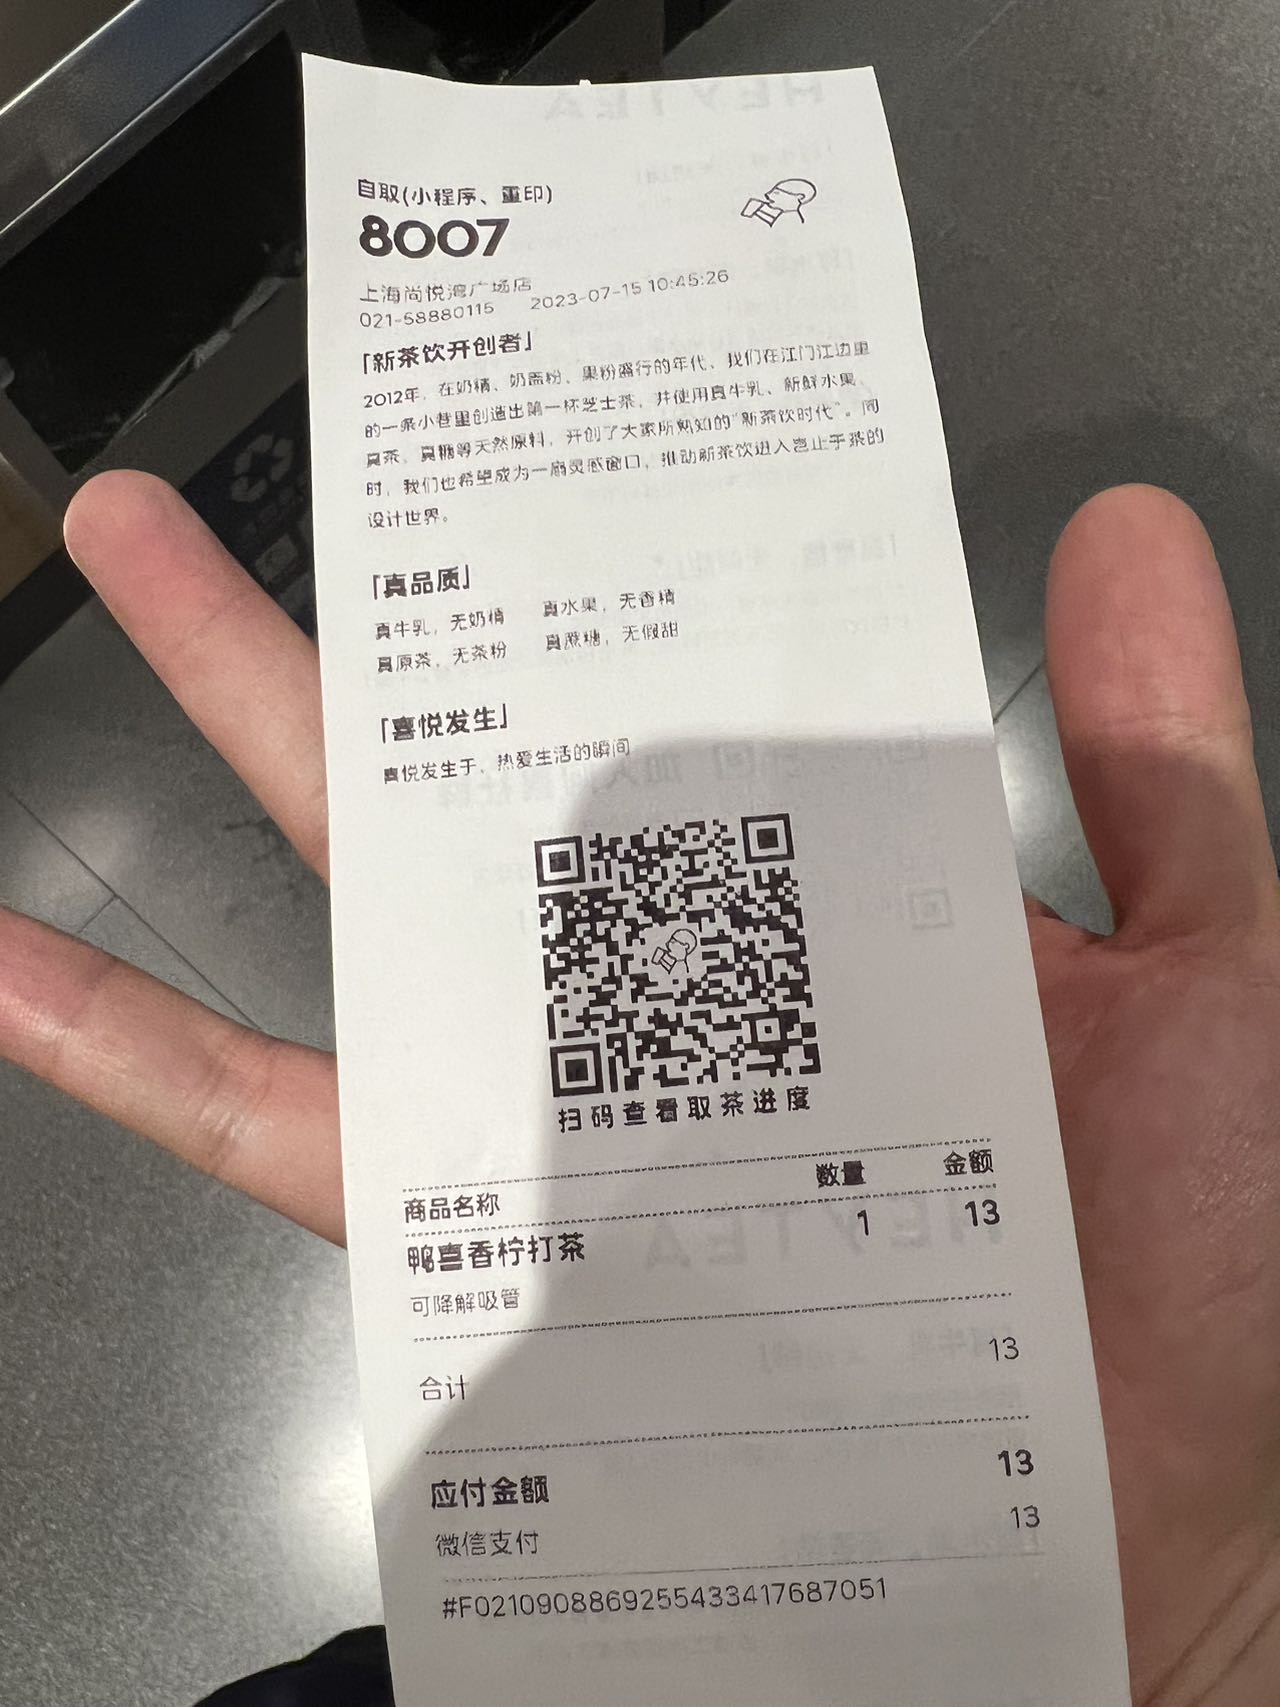 自取(小程序、重印)
8007
上海尚悦湾广场店
021-58880115 2023-07-15 10:45:26
「新茶饮开创者」
2012年，在奶精、奶盖粉、果粉盛行的年代，我们在江门江边里
的一条小巷里创造出第一杯芝士茶，并使用真牛乳、新鲜水果、
真茶、真糖等天然原料，开创了大家所熟知的“新茶饮时代”。同
时，我们也希望成为一扇灵感窗口，推动新茶饮进入岂止于茶的
设计世界。
「真品质」
真牛乳，无奶精 真水果，无香精
真原茶，无茶粉 真蔗糖，无假甜
「喜悦发生」
喜悦发生于，热爱生活的瞬间
扫码查看取茶进度
商品名称 数量 金额
鸭喜香柠打茶 1 13
可降解吸管
合计 13
应付金额 13
微信支付 13
#F0210908869255433417687051